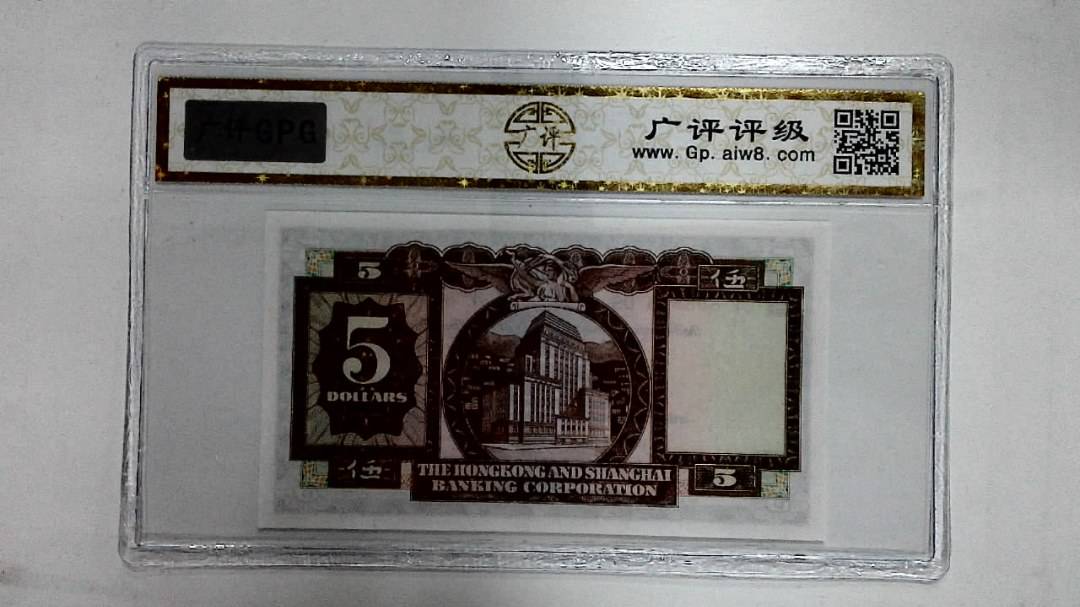 广评GPG
广评
广评评级
www.Gp.aiw8.com
5
伍
5
DOLLARS
伍
THE HONGKONG AND SHANGHAI
BANKING CORPORATION
5